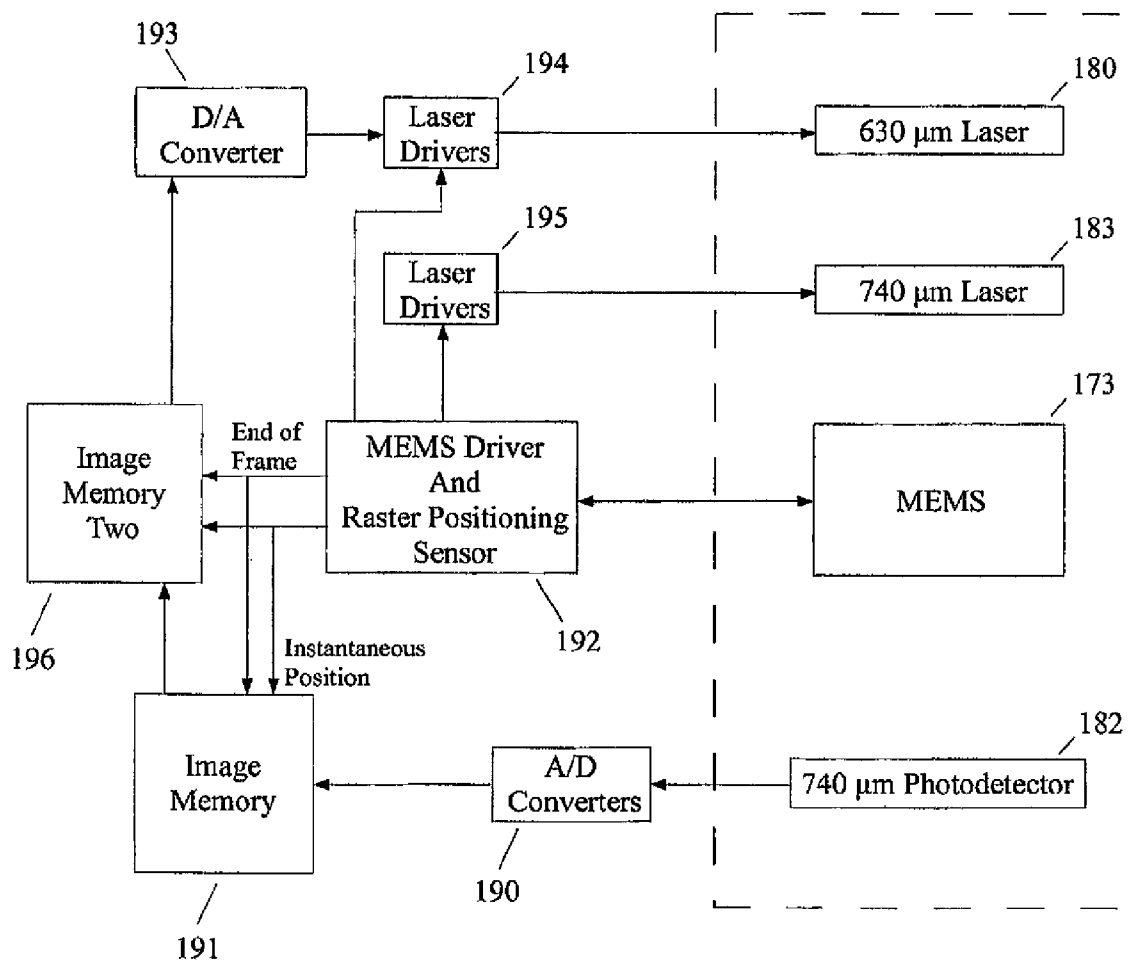 193
D/A
Converter
194
Laser
Drivers
180
630 μm Laser
195
Laser
Drivers
183
740 μm Laser
173
MEMS
Image
Memory
Two
196
End of
Frame
MEMS Driver
And
Raster Positioning
Sensor
192
Instantaneous
Position
Image
Memory
191
A/D
Converters
190
182
740 μm Photodetector